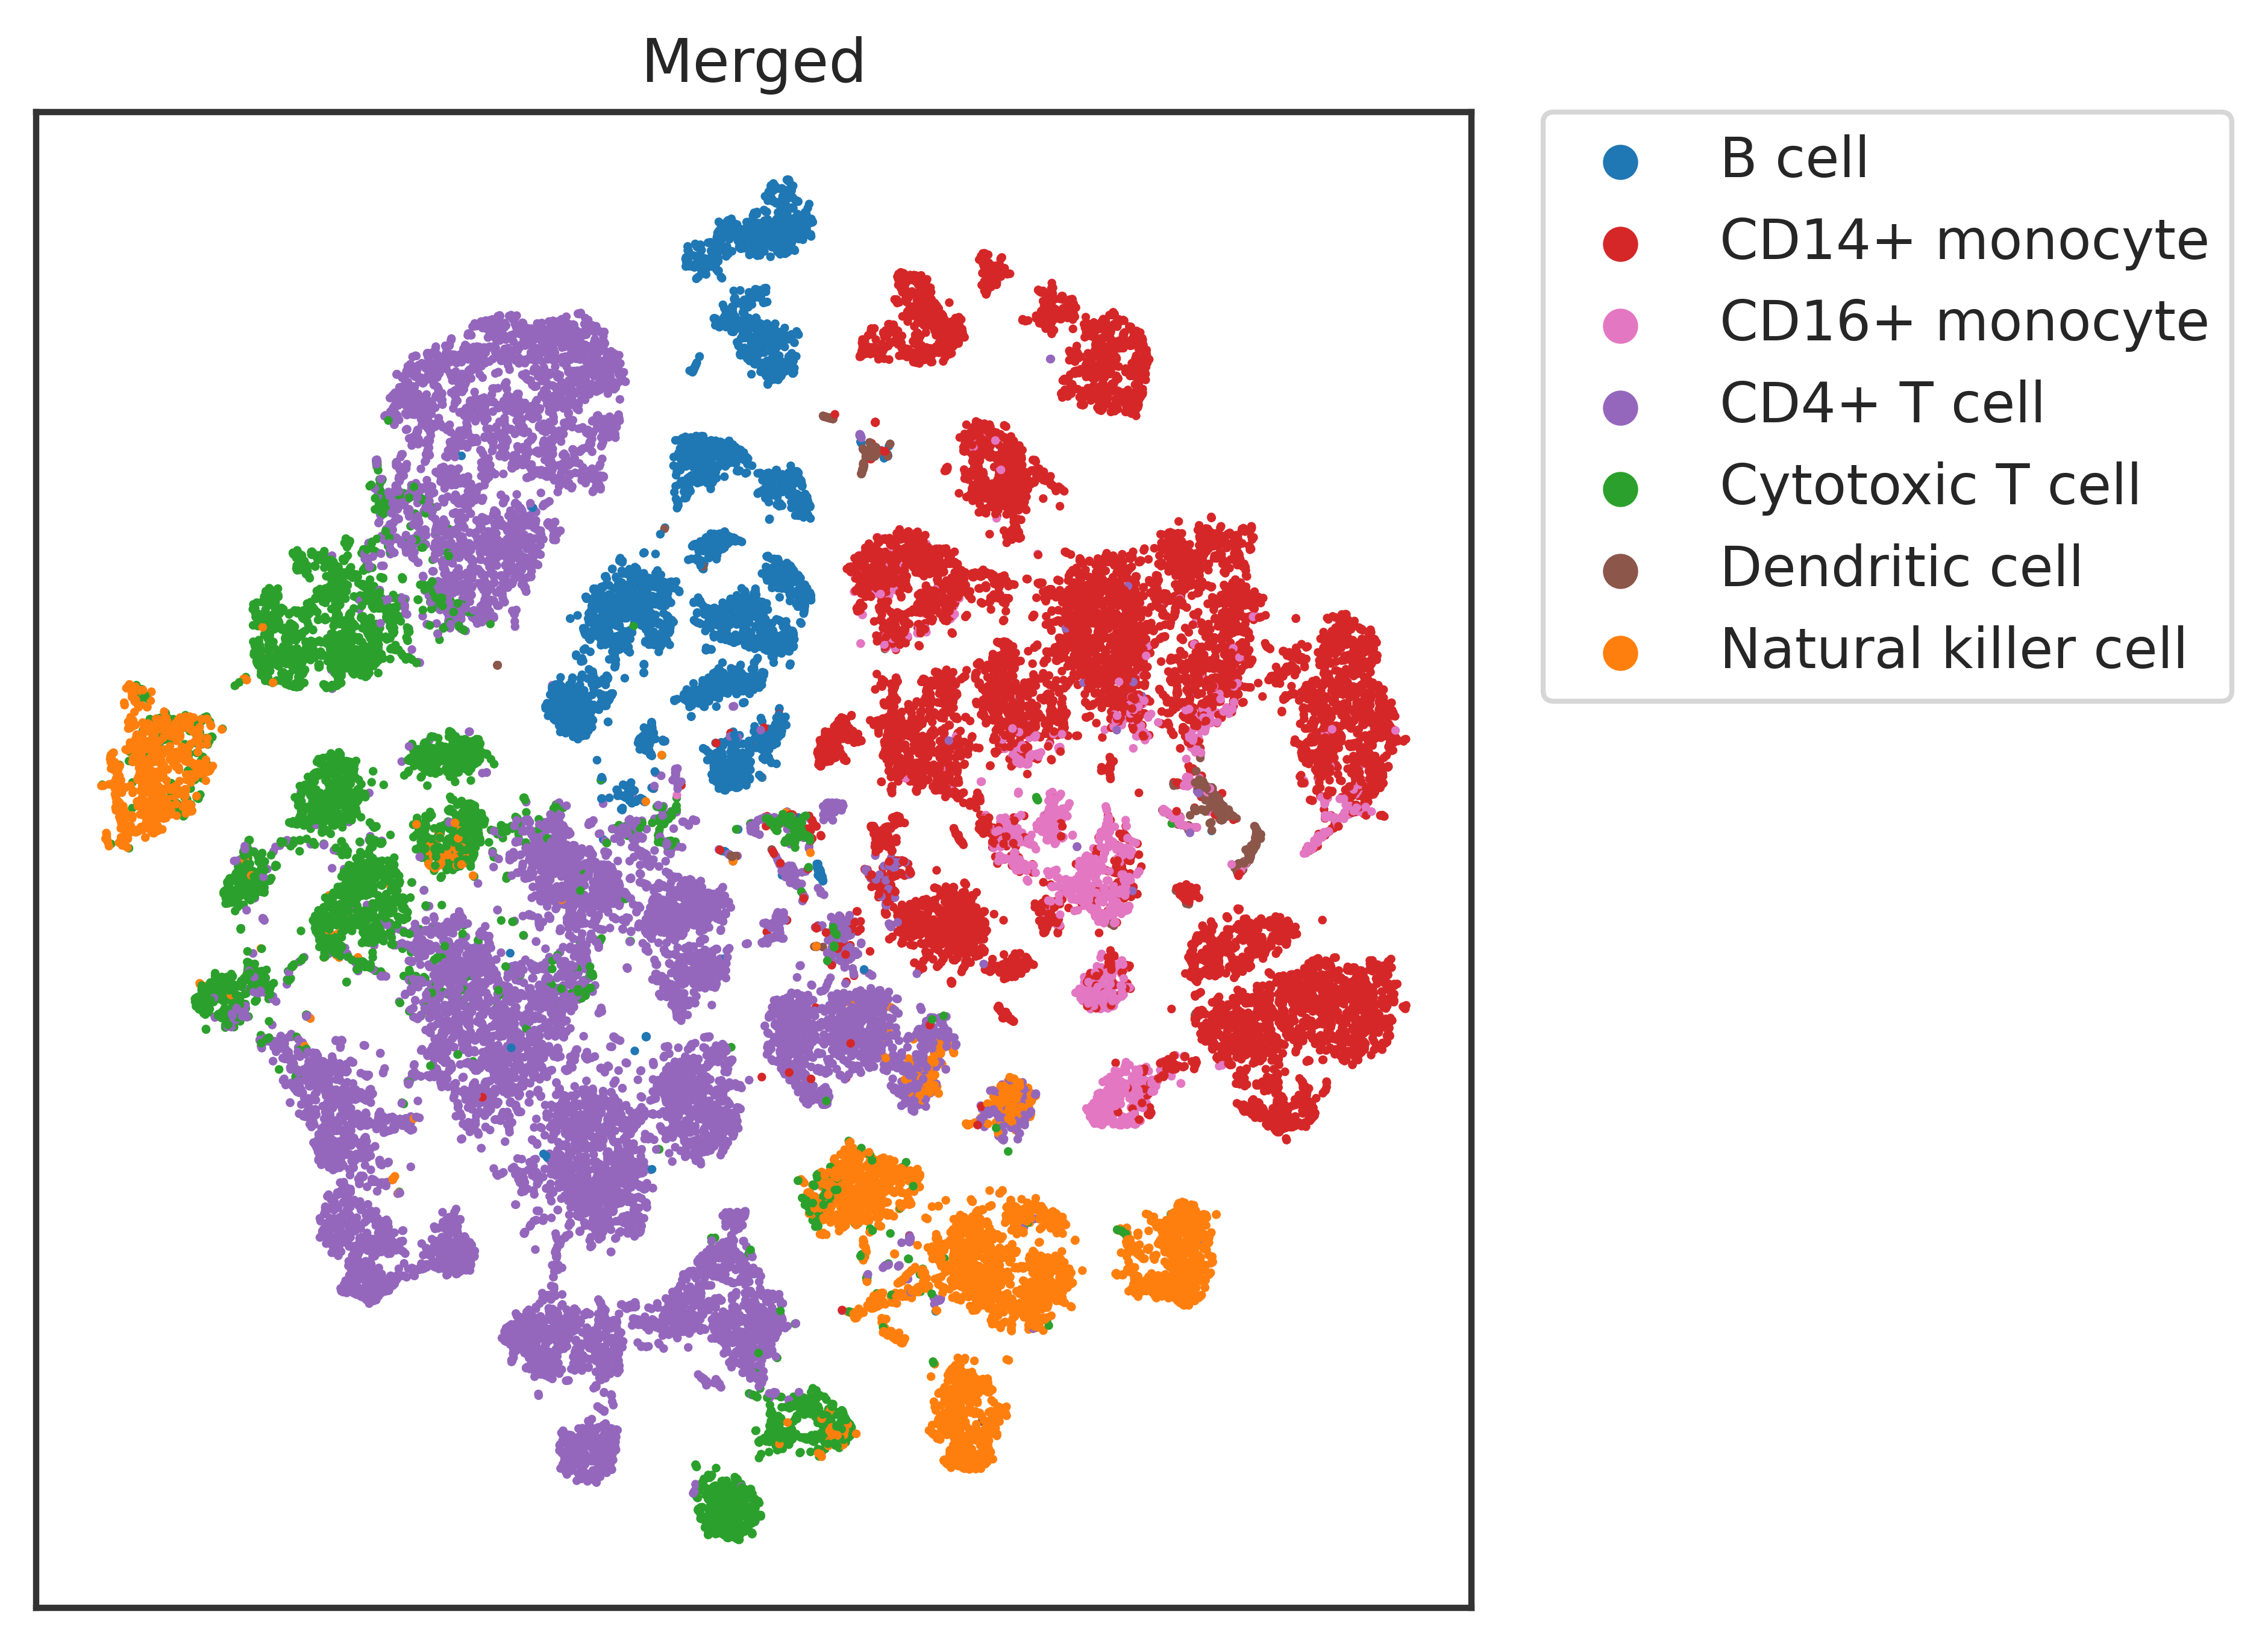 Merged
B cell
CD14+ monocyte
CD16+ monocyte
CD4+ T cell
Cytotoxic T cell
Dendritic cell
Natural killer cell